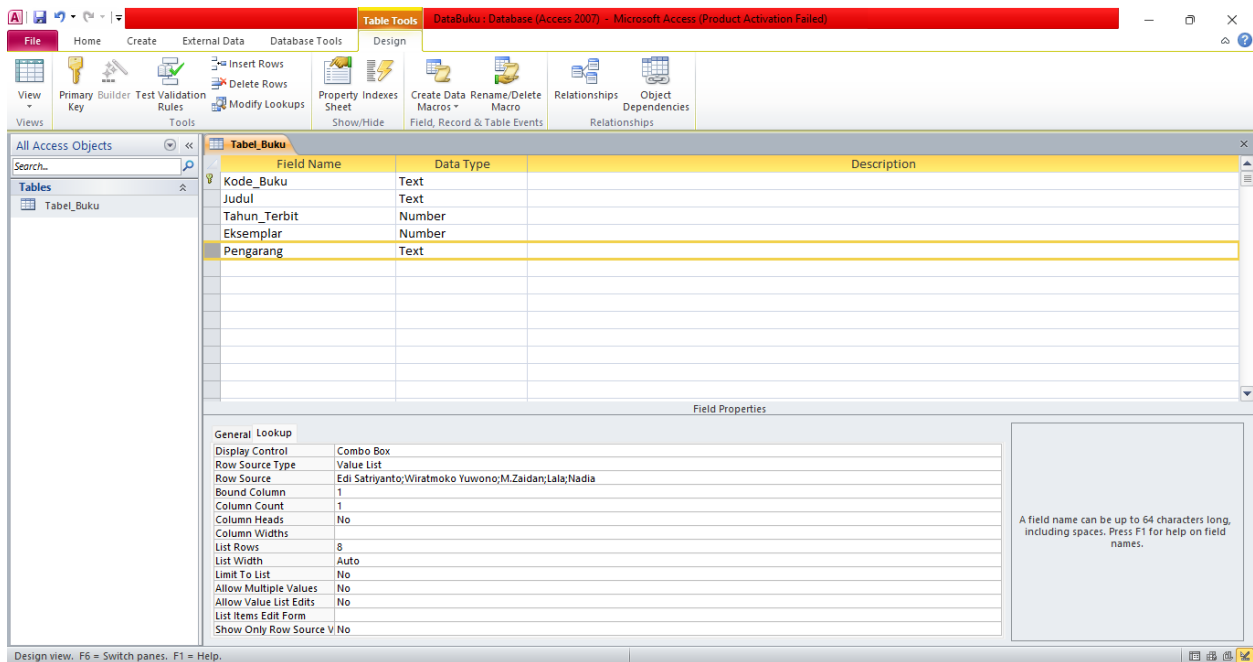 A
Table Tools
DataBuku : Database (Access 2007) - Microsoft Access (Product Activation Failed)
File Home Create External Data Database Tools Design
View
Primary Key
Builder
Test Validation Rules
Insert Rows
Delete Rows
Modify Lookups
Property Sheet
Indexes
Create Data Macros
Rename/Delete Macro
Relationships
Object Dependencies
Views
Tools
Show/Hide
Field, Record & Table Events
Relationships
All Access Objects
Search...
Tables
Tabel_Buku
Tabel_Buku
Field Name Data Type Description
Kode_Buku Text
Judul Text
Tahun_Terbit Number
Eksemplar Number
Pengarang Text
Field Properties
General Lookup
Display Control Combo Box
Row Source Type Value List
Row Source Edi Satriyanto;Wiratmoko Yuwono;M.Zaidan;Lala;Nadia
Bound Column 1
Column Count 1
Column Heads No
Column Widths
List Rows 8
List Width Auto
Limit To List No
Allow Multiple Values No
Allow Value List Edits No
List Items Edit Form
Show Only Row Source V No
A field name can be up to 64 characters long,
including spaces. Press F1 for help on field
names.
Design view. F6 = Switch panes. F1 = Help.